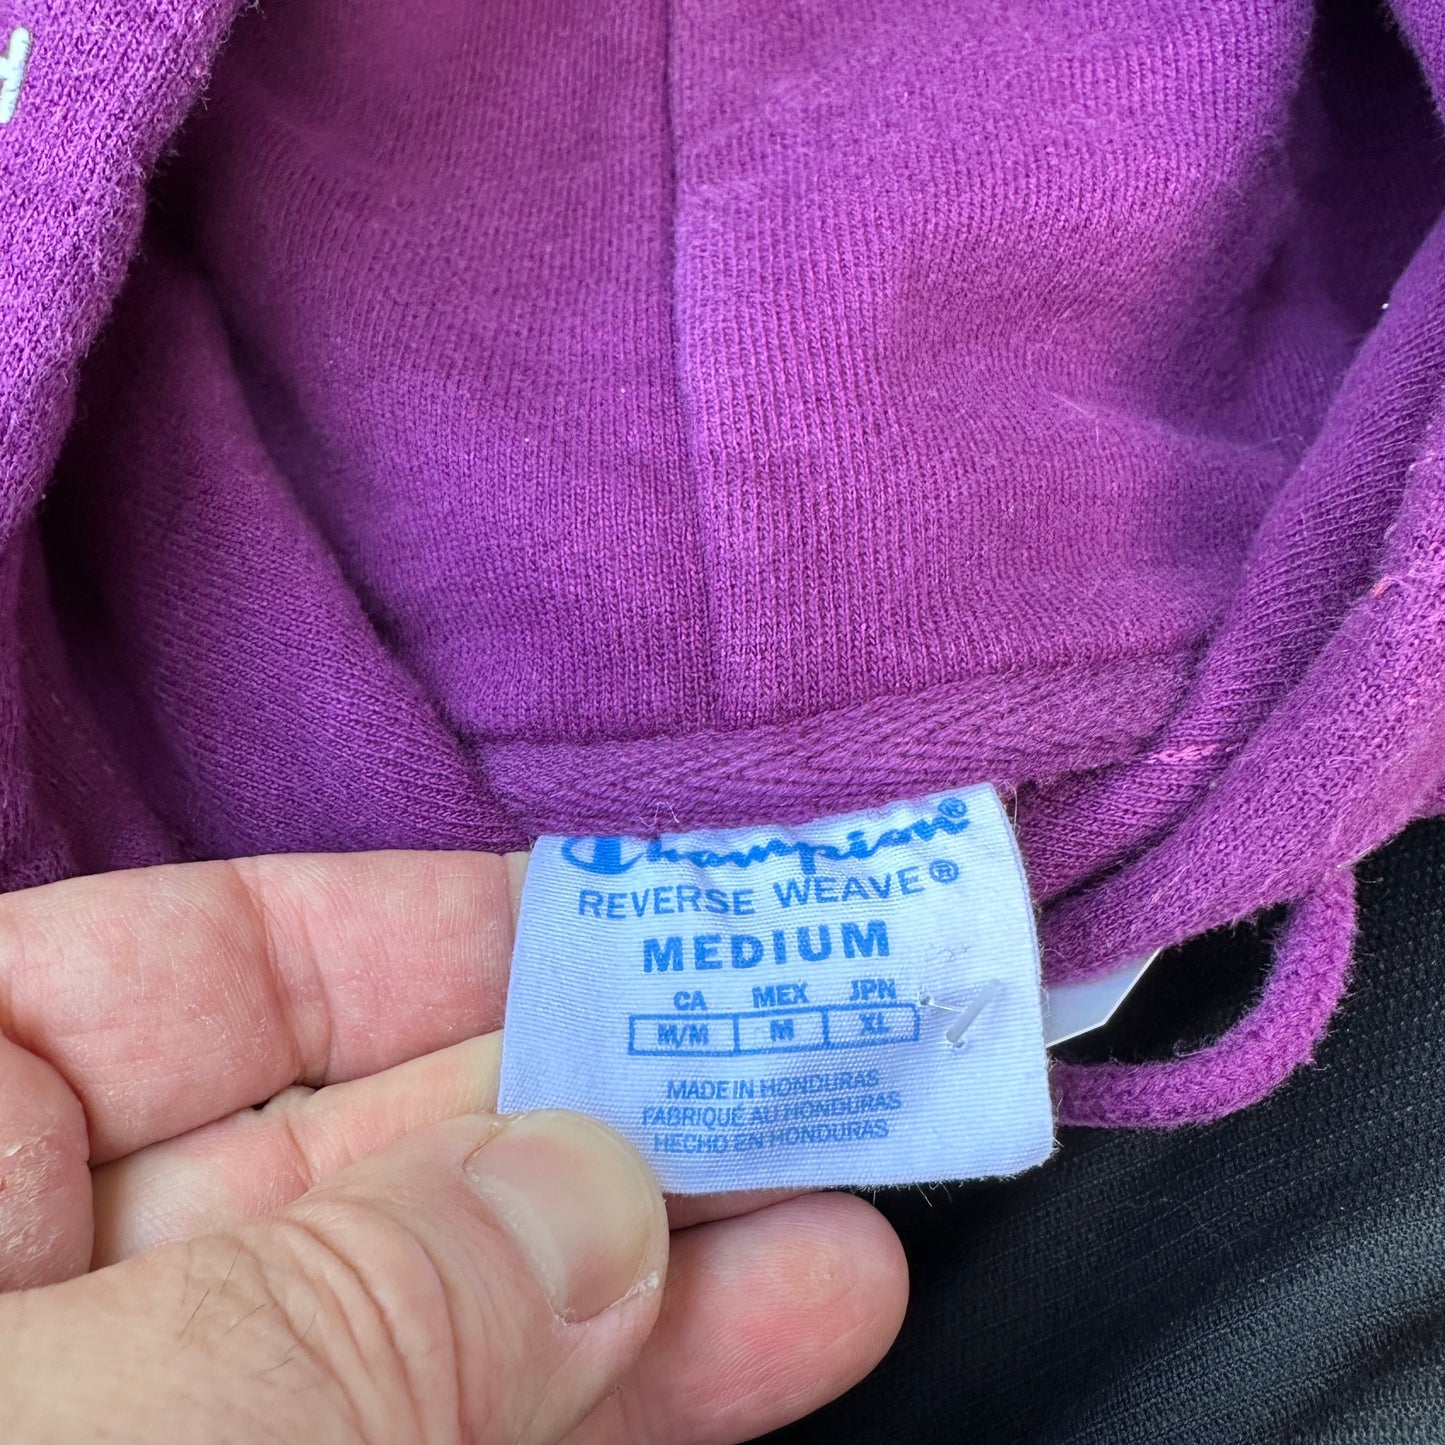 Champion®
REVERSE WEAVE®
MEDIUM
CA MEX JPN
M/M M XL
MADE IN HONDURAS
FABRIQUÉ AU HONDURAS
HECHO EN HONDURAS